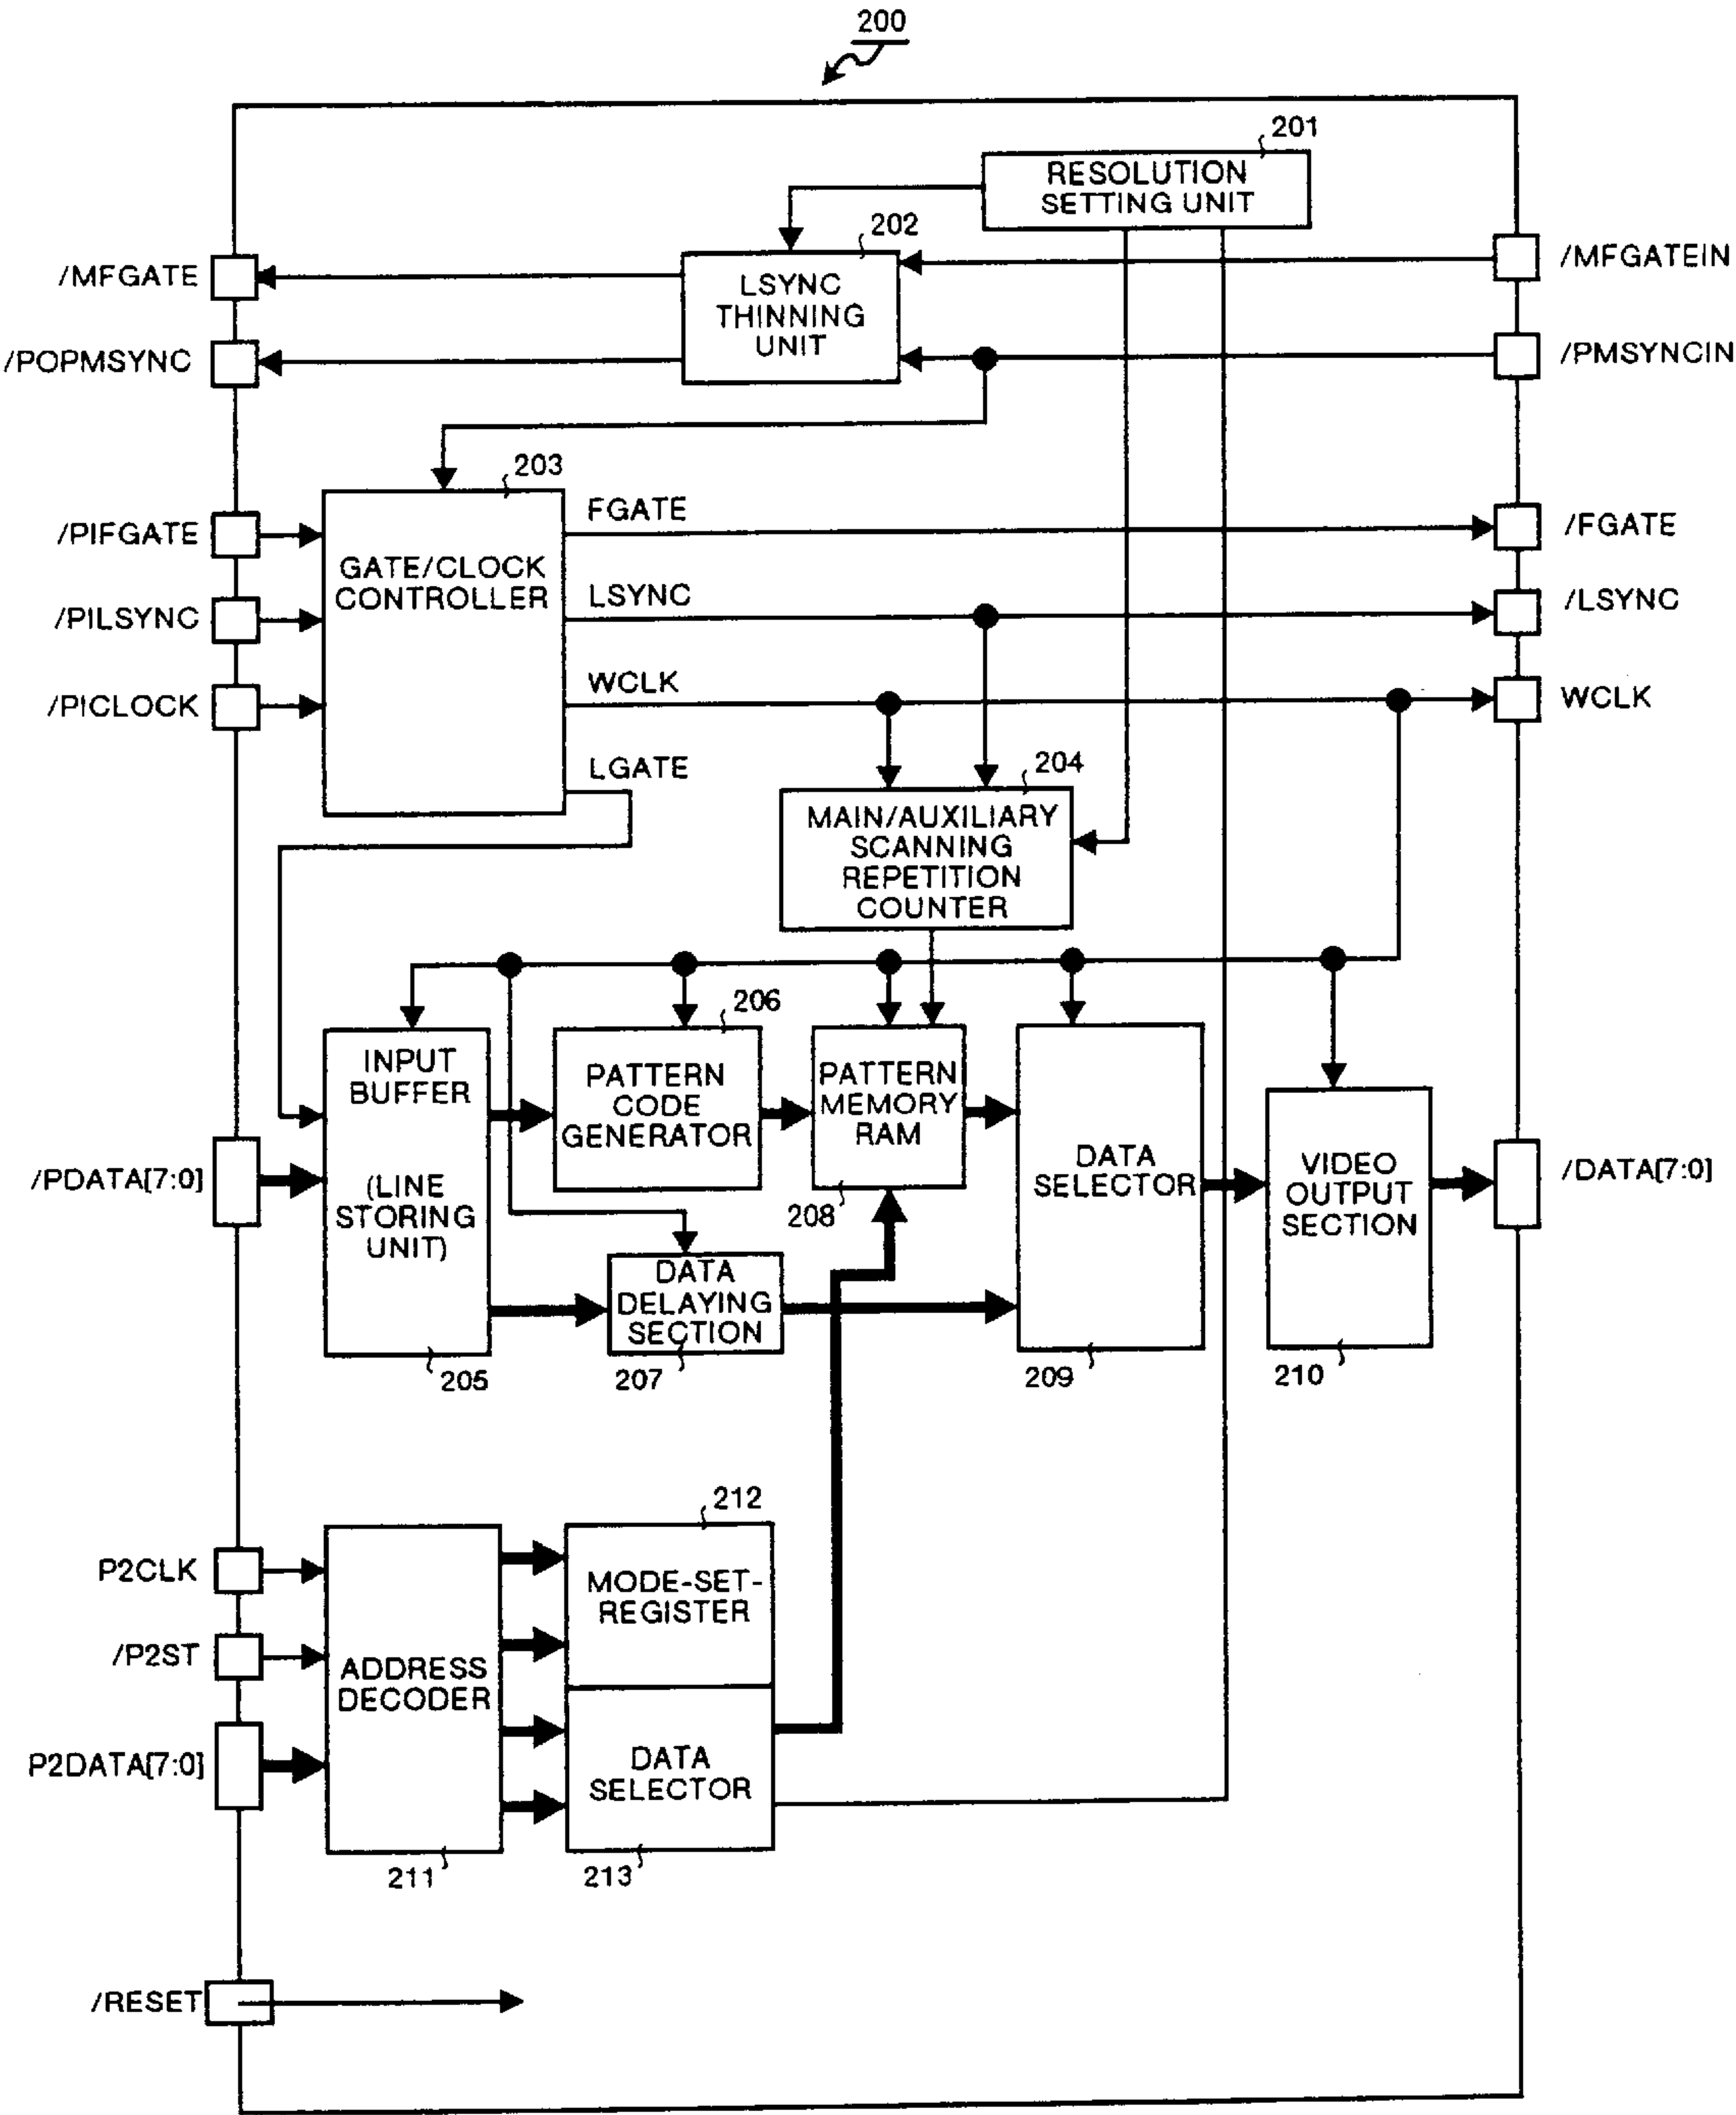 200
201
RESOLUTION
SETTING UNIT
202
/MFGATE
LSYNC
THINNING
UNIT
/MFGATEIN
/POPMSYNC
/PMSYNCIN
203
/PIFGATE
GATE/CLOCK
CONTROLLER
FGATE
/FGATE
/PILSYNC
LSYNC
/LSYNC
/PICLOCK
WCLK
WCLK
LGATE
204
MAIN/AUXILIARY
SCANNING
REPETITION
COUNTER
206
INPUT
BUFFER
(LINE
STORING
UNIT)
PATTERN
CODE
GENERATOR
PATTERN
MEMORY
RAM
DATA
SELECTOR
VIDEO
OUTPUT
SECTION
/PDATA[7:0]
/DATA[7:0]
208
DATA
DELAYING
SECTION
205
207
209
210
212
P2CLK
/P2ST
P2DATA[7:0]
ADDRESS
DECODER
MODE-SET-
REGISTER
DATA
SELECTOR
211
213
/RESET